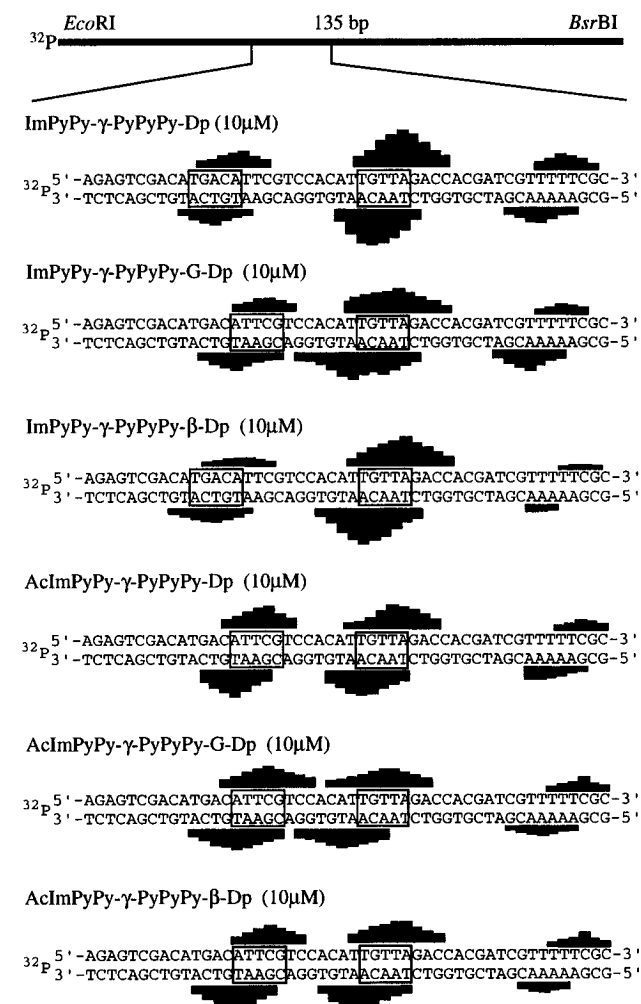 EcoRI 135 bp BsrBI
32P
ImPyPy-γ-PyPyPy-Dp (10μM)
32P 5'-AGAGTCGACATGACATTCGTCCACATTGTTAGACCACGATCGTTTTTCGC-3'
3'-TCTCAGCTGTACTGTAAGCAGGTGTAACAATCTGGTGCTAGCAAAAAGCG-5'
ImPyPy-γ-PyPyPy-G-Dp (10μM)
32P 5'-AGAGTCGACATGACATTCGTCCACATTGTTAGACCACGATCGTTTTTCGC-3'
3'-TCTCAGCTGTACTGTAAGCAGGTGTAACAATCTGGTGCTAGCAAAAAGCG-5'
ImPyPy-γ-PyPyPy-β-Dp (10μM)
32P 5'-AGAGTCGACATGACATTCGTCCACATTGTTAGACCACGATCGTTTTTCGC-3'
3'-TCTCAGCTGTACTGTAAGCAGGTGTAACAATCTGGTGCTAGCAAAAAGCG-5'
AcImPyPy-γ-PyPyPy-Dp (10μM)
32P 5'-AGAGTCGACATGACATTCGTCCACATTGTTAGACCACGATCGTTTTTCGC-3'
3'-TCTCAGCTGTACTGTAAGCAGGTGTAACAATCTGGTGCTAGCAAAAAGCG-5'
AcImPyPy-γ-PyPyPy-G-Dp (10μM)
32P 5'-AGAGTCGACATGACATTCGTCCACATTGTTAGACCACGATCGTTTTTCGC-3'
3'-TCTCAGCTGTACTGTAAGCAGGTGTAACAATCTGGTGCTAGCAAAAAGCG-5'
AcImPyPy-γ-PyPyPy-β-Dp (10μM)
32P 5'-AGAGTCGACATGACATTCGTCCACATTGTTAGACCACGATCGTTTTTCGC-3'
3'-TCTCAGCTGTACTGTAAGCAGGTGTAACAATCTGGTGCTAGCAAAAAGCG-5'